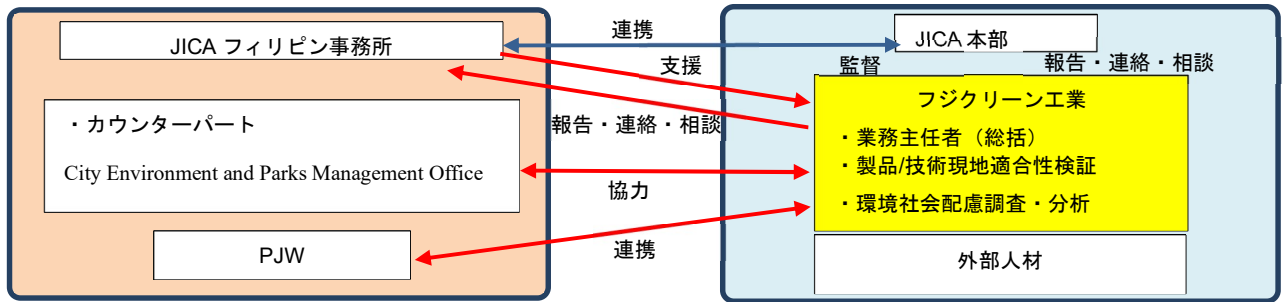 JICA フィリピン事務所
・カウンターパート
City Environment and Parks Management Office
PJW
連携
支援
報告・連絡・相談
協力
連携
JICA 本部
監督
報告・連絡・相談
フジクリーン工業
・業務主任者（総括）
・製品/技術現地適合性検証
・環境社会配慮調査・分析
外部人材